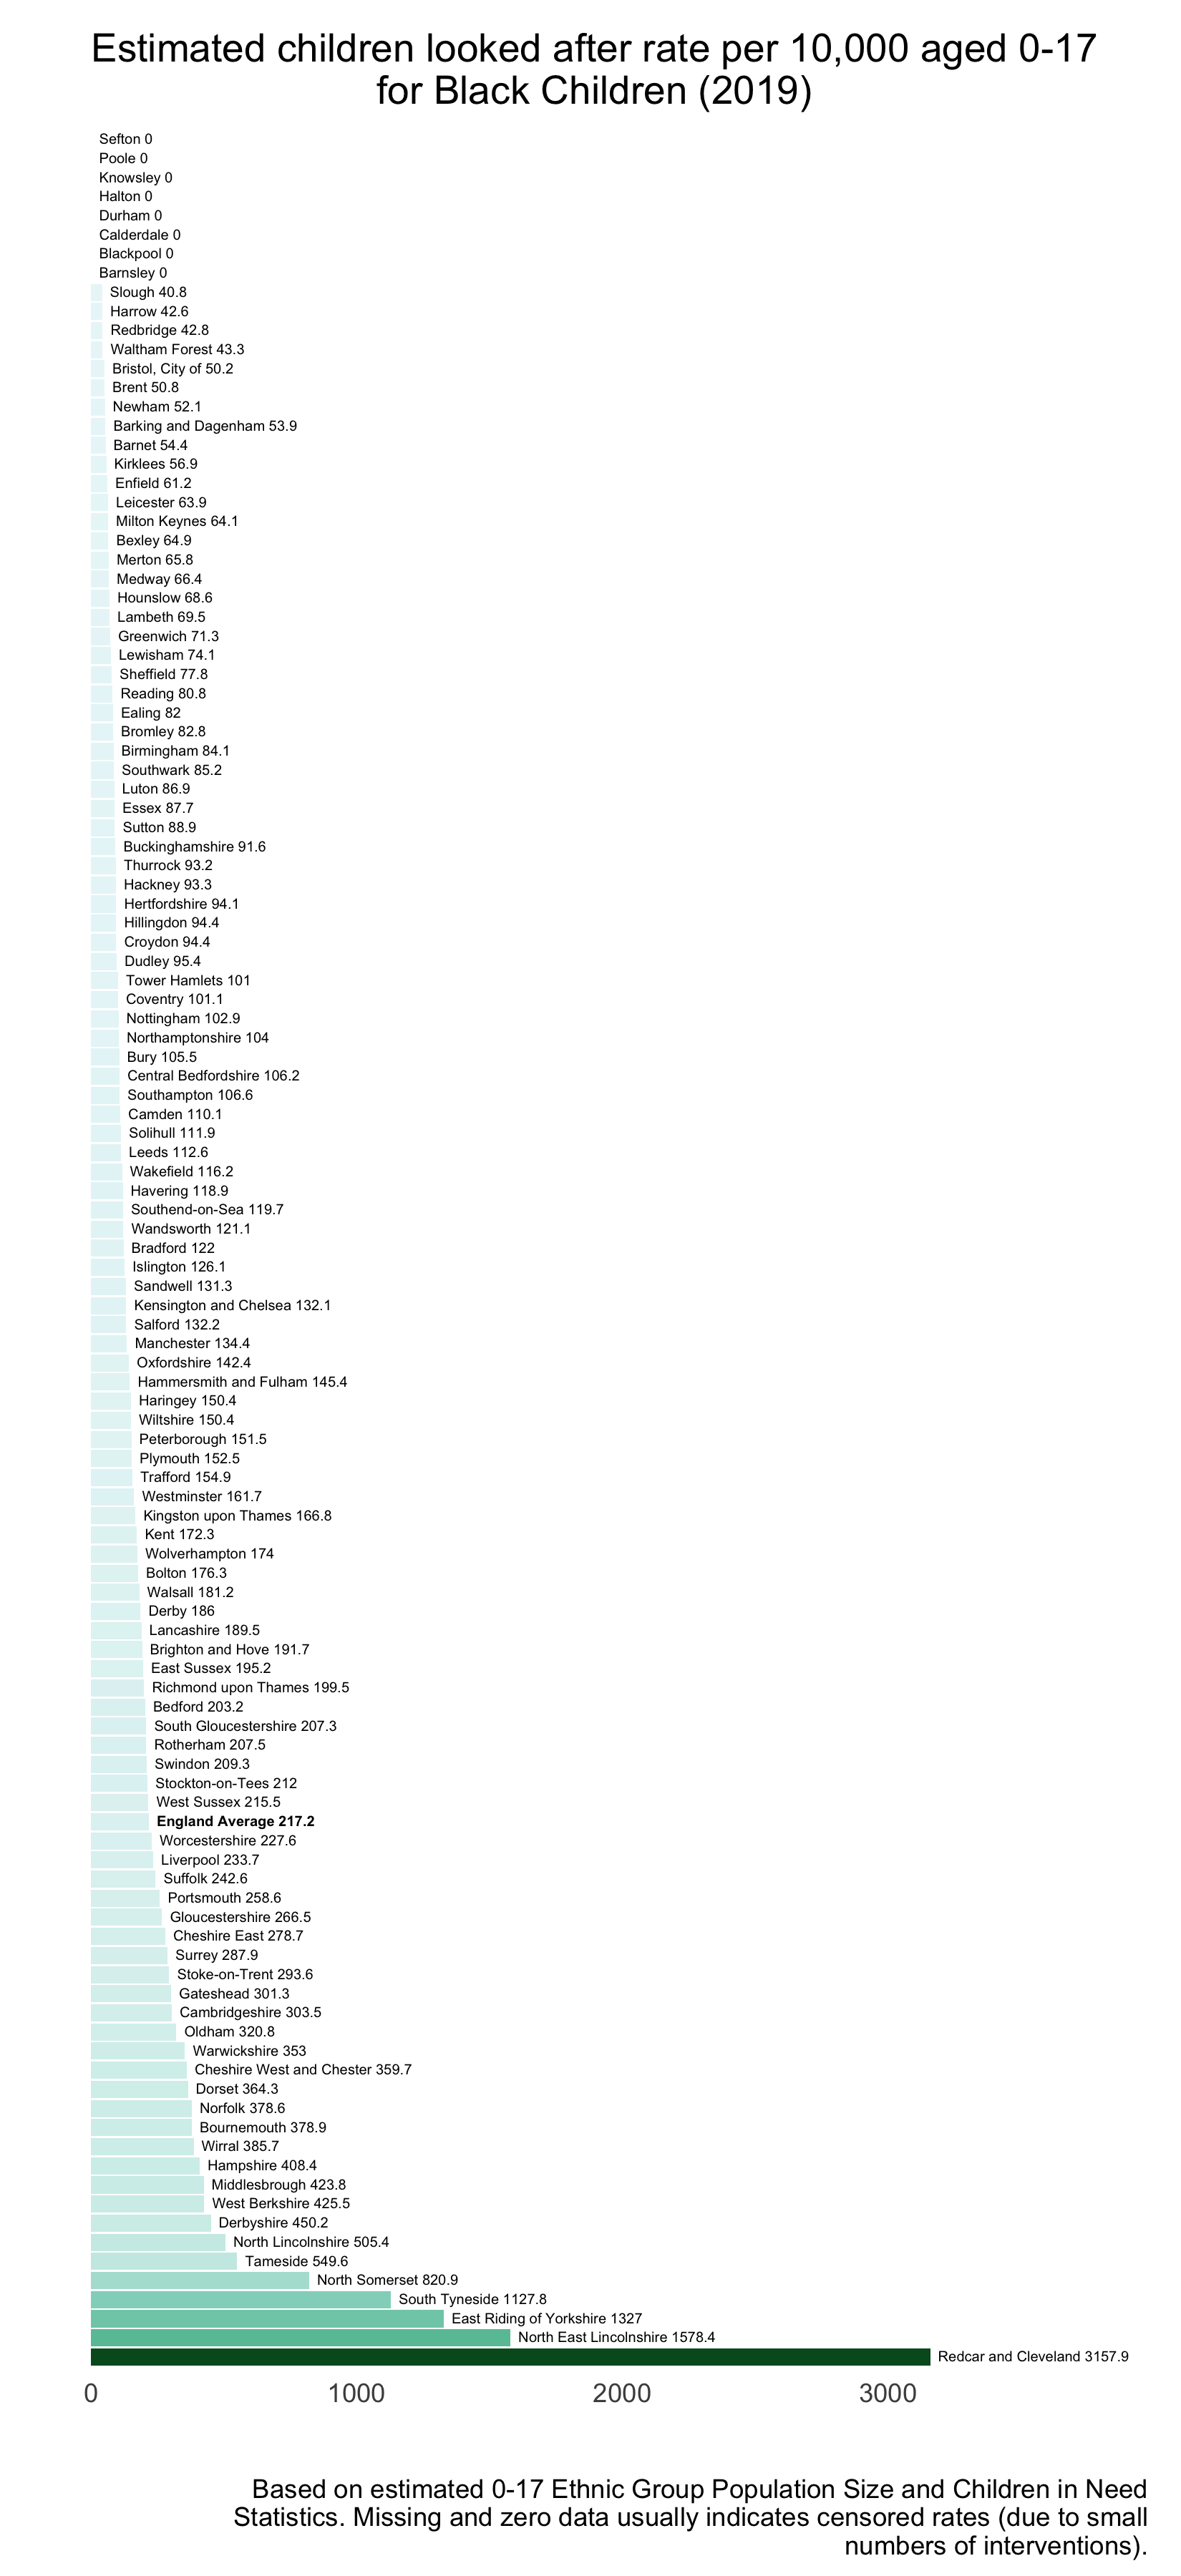 Estimated children looked after rate per 10,000 aged 0-17
for Black Children (2019)
Sefton 0
Poole 0
Knowsley 0
Halton 0
Durham 0
Calderdale 0
Blackpool 0
Barnsley 0
Slough 40.8
Harrow 42.6
Redbridge 42.8
Waltham Forest 43.3
Bristol, City of 50.2
Brent 50.8
Newham 52.1
Barking and Dagenham 53.9
Barnet 54.4
Kirklees 56.9
Enfield 61.2
Leicester 63.9
Milton Keynes 64.1
Bexley 64.9
Merton 65.8
Medway 66.4
Hounslow 68.6
Lambeth 69.5
Greenwich 71.3
Lewisham 74.1
Sheffield 77.8
Reading 80.8
Ealing 82
Bromley 82.8
Birmingham 84.1
Southwark 85.2
Luton 86.9
Essex 87.7
Sutton 88.9
Buckinghamshire 91.6
Thurrock 93.2
Hackney 93.3
Hertfordshire 94.1
Hillingdon 94.4
Croydon 94.4
Dudley 95.4
Tower Hamlets 101
Coventry 101.1
Nottingham 102.9
Northamptonshire 104
Bury 105.5
Central Bedfordshire 106.2
Southampton 106.6
Camden 110.1
Solihull 111.9
Leeds 112.6
Wakefield 116.2
Havering 118.9
Southend-on-Sea 119.7
Wandsworth 121.1
Bradford 122
Islington 126.1
Sandwell 131.3
Kensington and Chelsea 132.1
Salford 132.2
Manchester 134.4
Oxfordshire 142.4
Hammersmith and Fulham 145.4
Haringey 150.4
Wiltshire 150.4
Peterborough 151.5
Plymouth 152.5
Trafford 154.9
Westminster 161.7
Kingston upon Thames 166.8
Kent 172.3
Wolverhampton 174
Bolton 176.3
Walsall 181.2
Derby 186
Lancashire 189.5
Brighton and Hove 191.7
East Sussex 195.2
Richmond upon Thames 199.5
Bedford 203.2
South Gloucestershire 207.3
Rotherham 207.5
Swindon 209.3
Stockton-on-Tees 212
West Sussex 215.5
England Average 217.2
Worcestershire 227.6
Liverpool 233.7
Suffolk 242.6
Portsmouth 258.6
Gloucestershire 266.5
Cheshire East 278.7
Surrey 287.9
Stoke-on-Trent 293.6
Gateshead 301.3
Cambridgeshire 303.5
Oldham 320.8
Warwickshire 353
Cheshire West and Chester 359.7
Dorset 364.3
Norfolk 378.6
Bournemouth 378.9
Wirral 385.7
Hampshire 408.4
Middlesbrough 423.8
West Berkshire 425.5
Derbyshire 450.2
North Lincolnshire 505.4
Tameside 549.6
North Somerset 820.9
South Tyneside 1127.8
East Riding of Yorkshire 1327
North East Lincolnshire 1578.4
Redcar and Cleveland 3157.9
0 1000 2000 3000
Based on estimated 0-17 Ethnic Group Population Size and Children in Need
Statistics. Missing and zero data usually indicates censored rates (due to small
numbers of interventions).